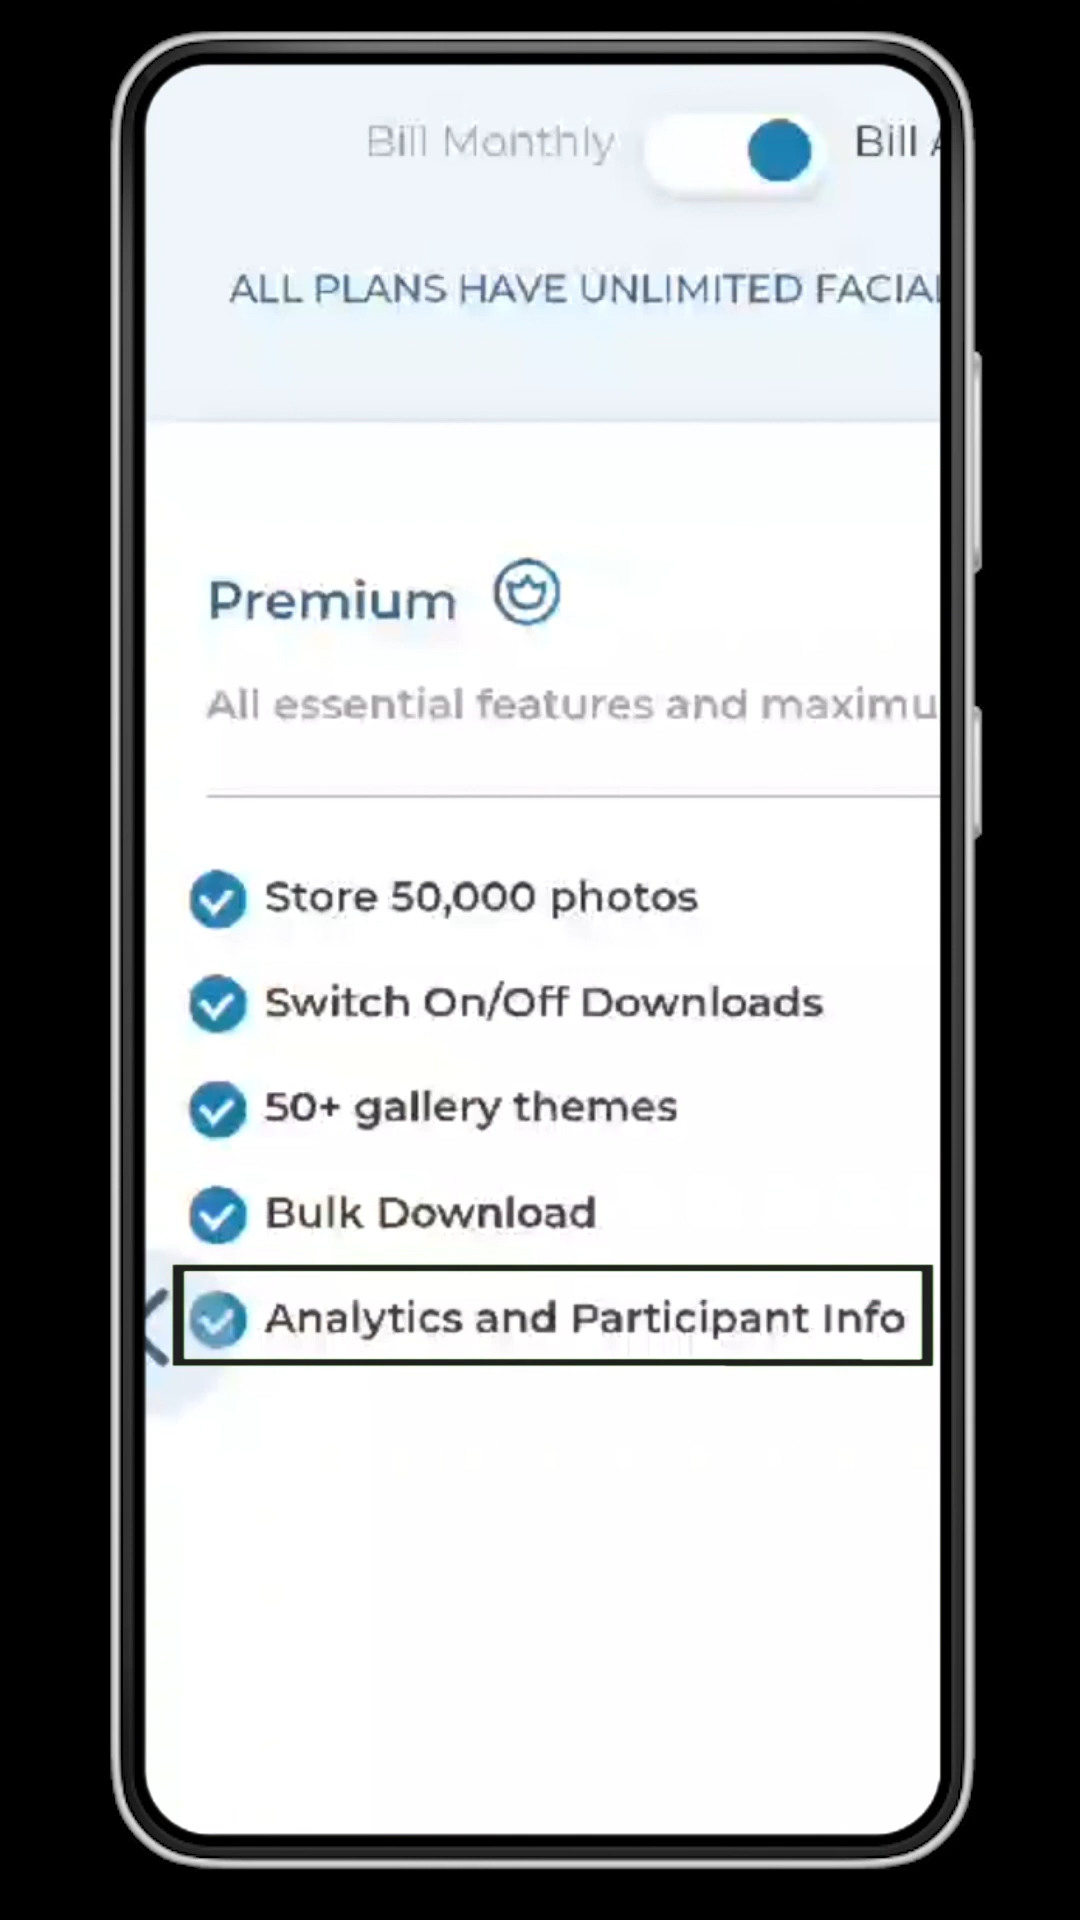 Bill Monthly Bill
ALL PLANS HAVE UNLIMITED FACIAL
Premium
All essential features and maximu
Store 50,000 photos
Switch On/Off Downloads
50+ gallery themes
Bulk Download
Analytics and Participant Info